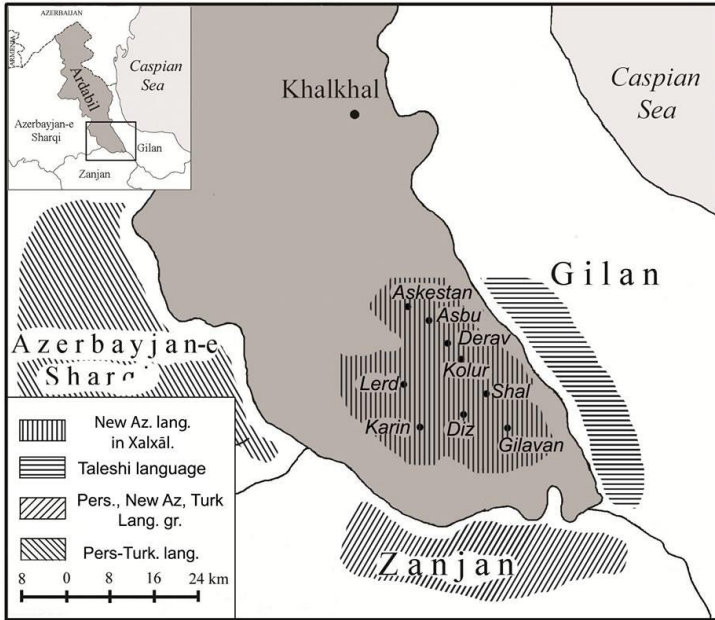 AZERBAIJAN
ARMENIA
Caspian
Sea
Ardabil
Azerbayjan-e
Sharqi
Gilan
Zanjan
Khalkhal
Caspian
Sea
Gilan
Askestan
Asbu
Derav
Kolur
Lerd
Shal
Karin
Diz
Gilavan
Azerbayjan-e
Sharqi
Zanjan
New Az. lang.
in Xalxāl.
Taleshi language
Pers., New Az, Turk
Lang. gr.
Pers-Turk. lang.
8 0 8 16 24 km